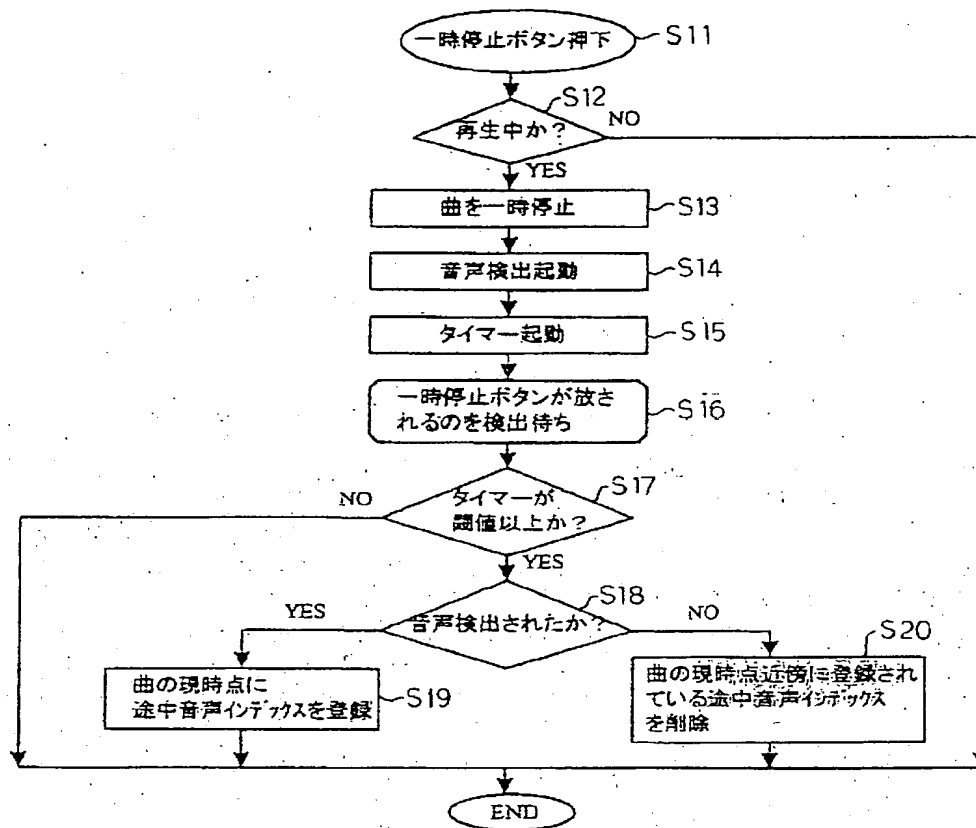 一時停止ボタン押下
S11
S12
再生中か?
NO
YES
曲を一時停止
S13
音声検出起動
S14
タイマー起動
S15
一時停止ボタンが放さ
れるのを検出待ち
S16
S17
NO
タイマーが
閾値以上か?
YES
S18
YES
音声検出されたか?
NO
S20
曲の現時点に
途中音声インデックスを登録
S19
曲の現時点近傍に登録され
ている途中音声インデックス
を削除
END